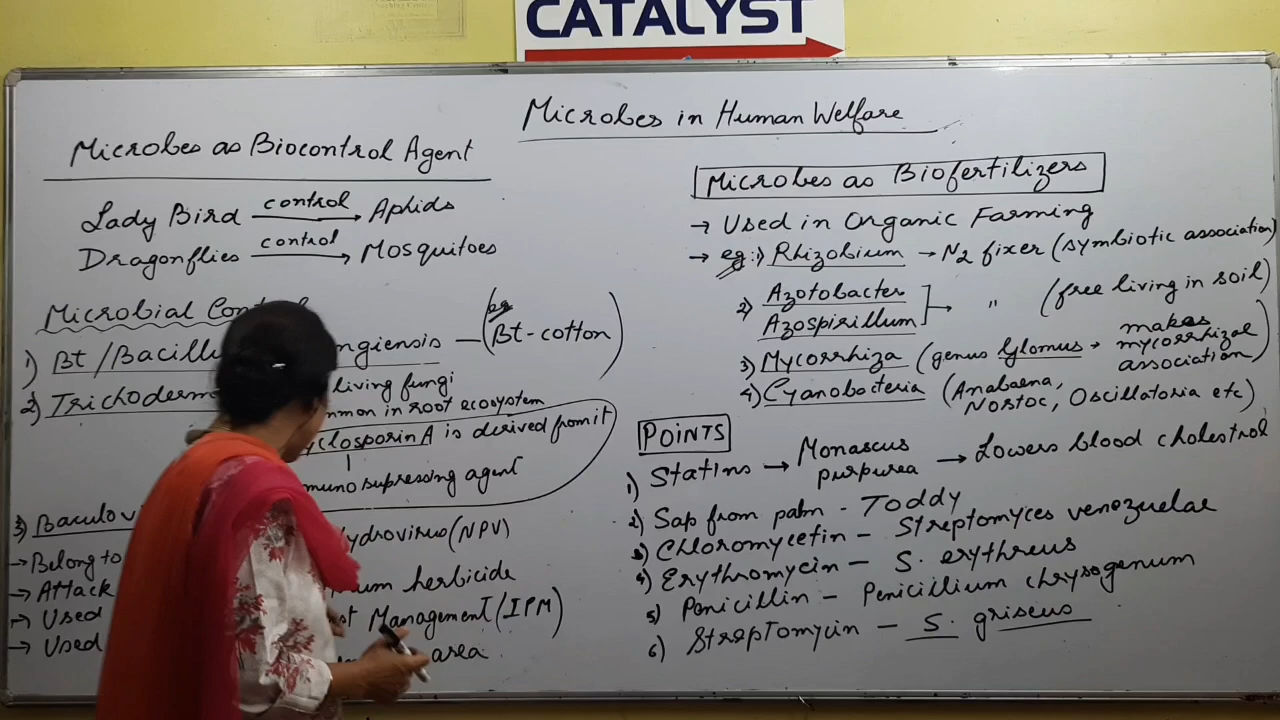 CATALYST
Microbes in Human Welfare
Microbes as Biocontrol Agent
Lady Bird control → Aphids
Dragonflies control → Mosquitoes
Microbial Cont
1) Bt / Bacillu ngiensis — (Bt-cotton)
2) Trichoderm living fungi
mmon in root ecosystem
yclosporin A is derived from it
muno supressing agent
3) Baculov
ydrovirus (NPV)
→ Belong to
→ Attack um herbicide
→ Used st Management (IPM)
→ Used area
Microbes as Biofertilizers
→ Used in Organic Farming
→ eg:1) Rhizobium → N2 fixer (symbiotic association)
2) Azotobacter
Azospirillum → " (free living in soil)
3) Mycorrhiza (genus Glomus → makes mycorrhizal association)
4) Cyanobacteria (Anabaena,
Nostoc, Oscillatoria etc)
POINTS
1) Statins → Monascus purpurea → Lowers blood cholestrol
2) Sap from palm - Toddy
3) Chloromycetin - Streptomyces venezuelae
4) Erythromycin - S. erythreus
5) Penicillin - Penicillium chrysogenum
6) Streptomycin - S. griseus